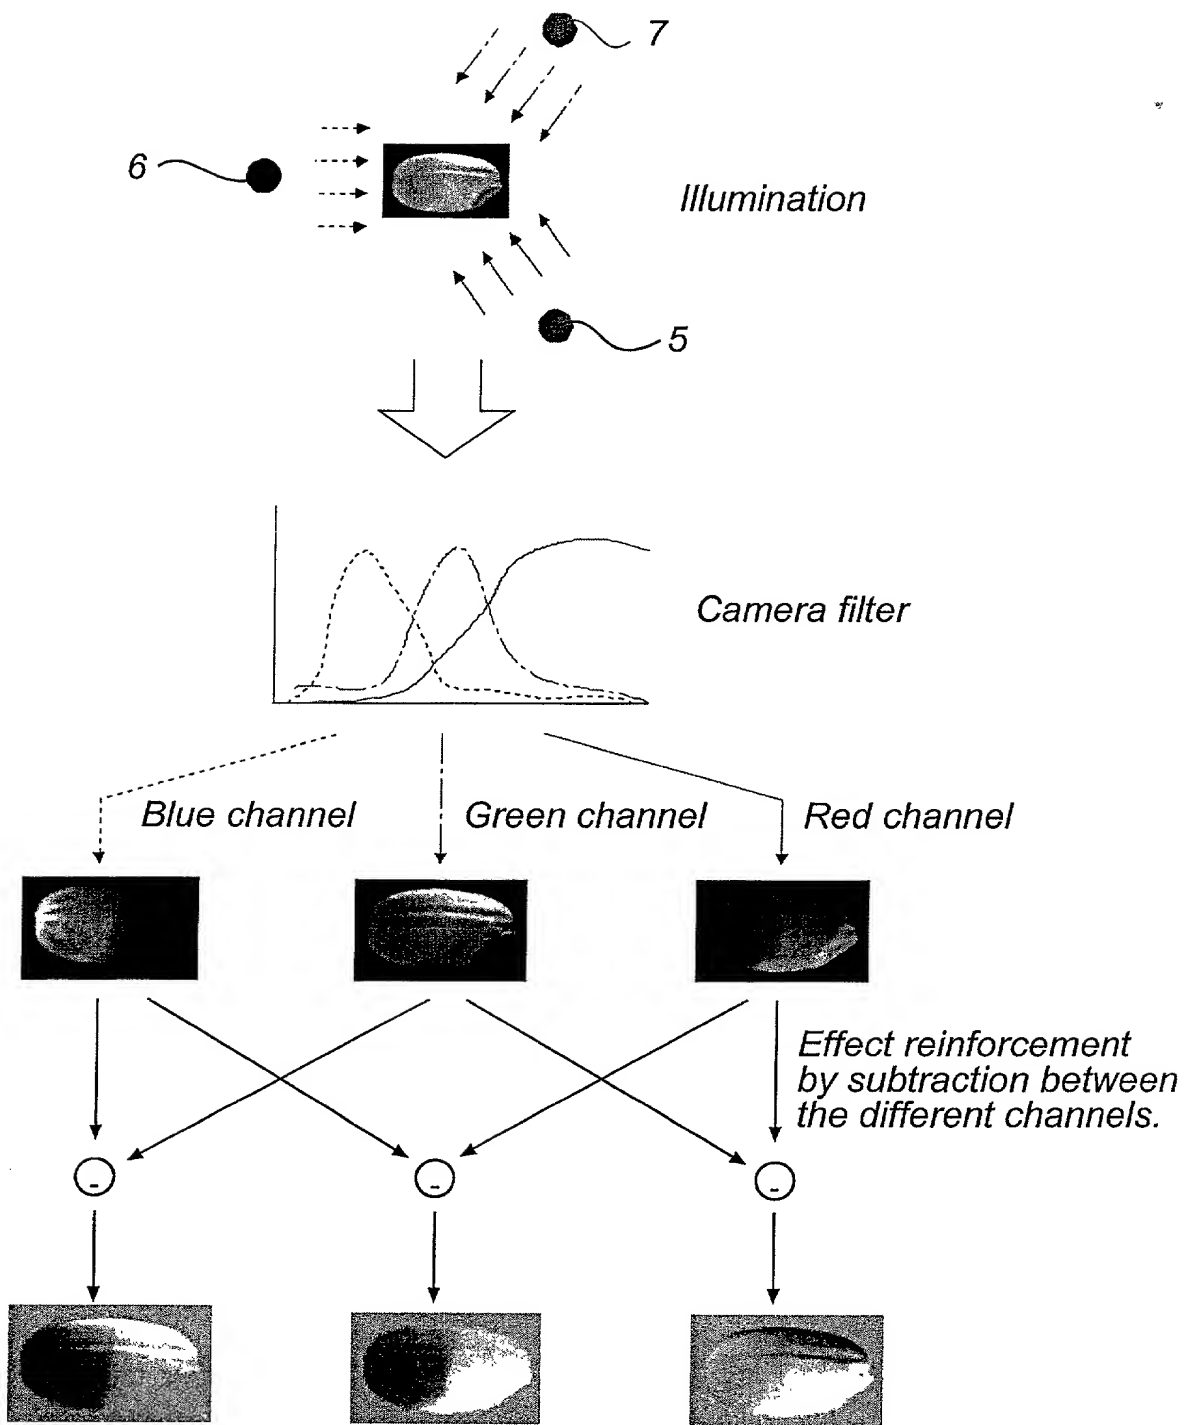 7
6
Illumination
5
Camera filter
Blue channel
Green channel
Red channel
Effect reinforcement
by subtraction between
the different channels.
-
-
-